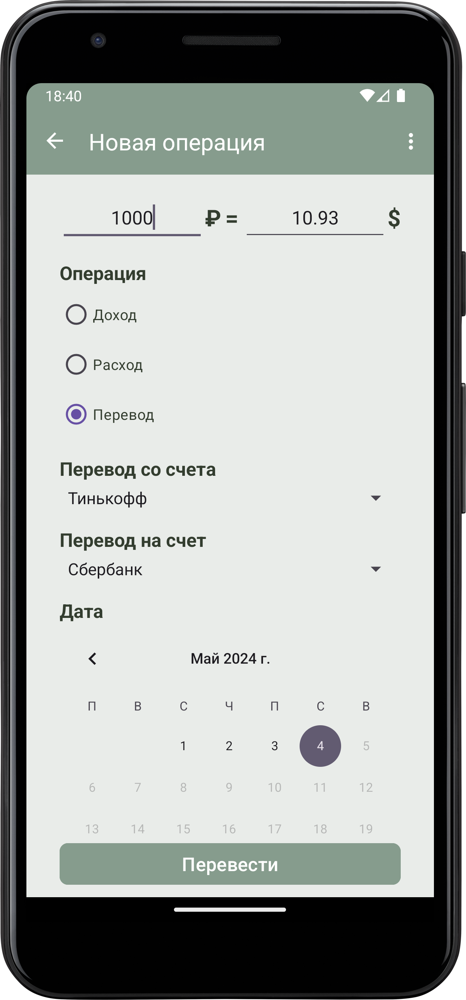 18:40
Новая операция
1000 ₽ = 10.93 $
Операция
Доход
Расход
Перевод
Перевод со счета
Тинькофф
Перевод на счет
Сбербанк
Дата
Май 2024 г.
П В С Ч П С В
1 2 3 4 5
6 7 8 9 10 11 12
13 14 15 16 17 18 19
Перевести